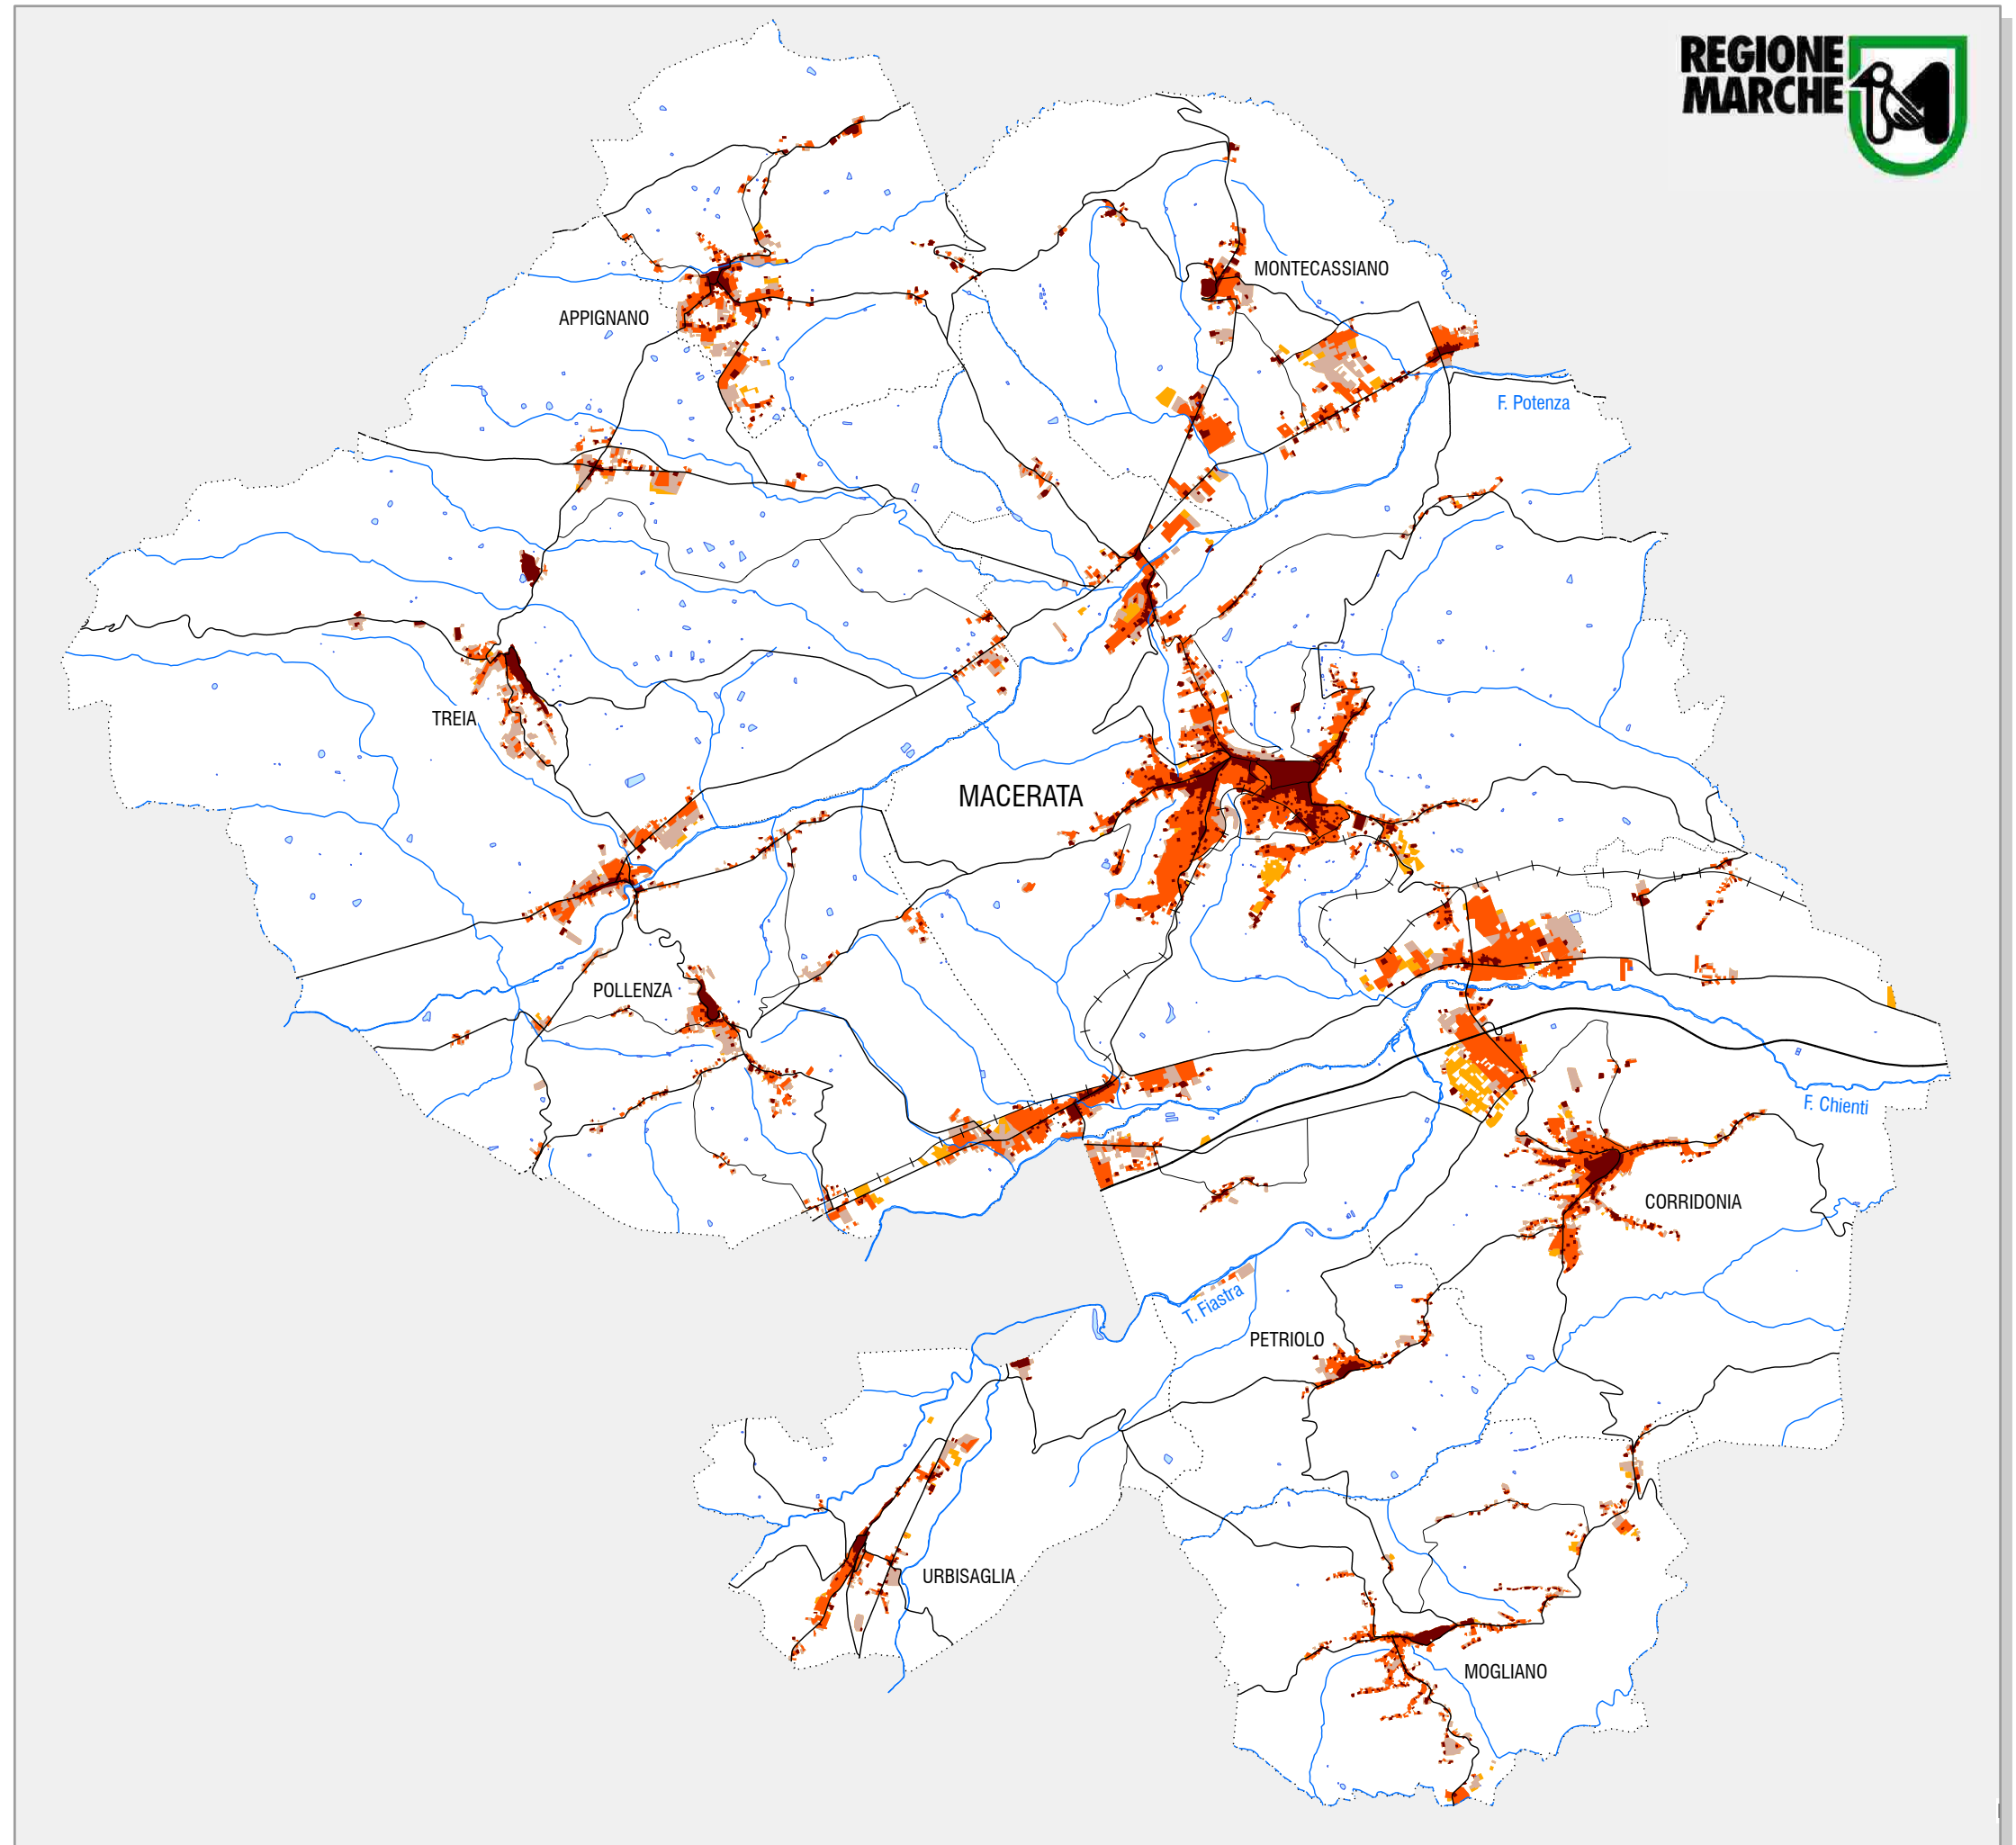 REGIONE
MARCHE
MONTECASSIANO
APPIGNANO
F. Potenza
TREIA
MACERATA
POLLENZA
F. Chienti
CORRIDONIA
T. Fiastra
PETRIOLO
URBISAGLIA
MOGLIANO